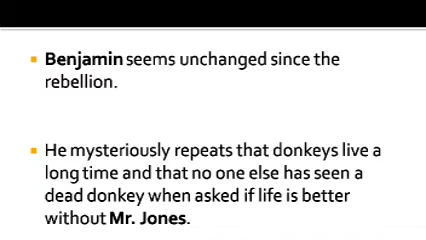 Benjamin seems unchanged since the
rebellion.
He mysteriously repeats that donkeys live a
long time and that no one else has seen a
dead donkey when asked if life is better
without Mr. Jones.